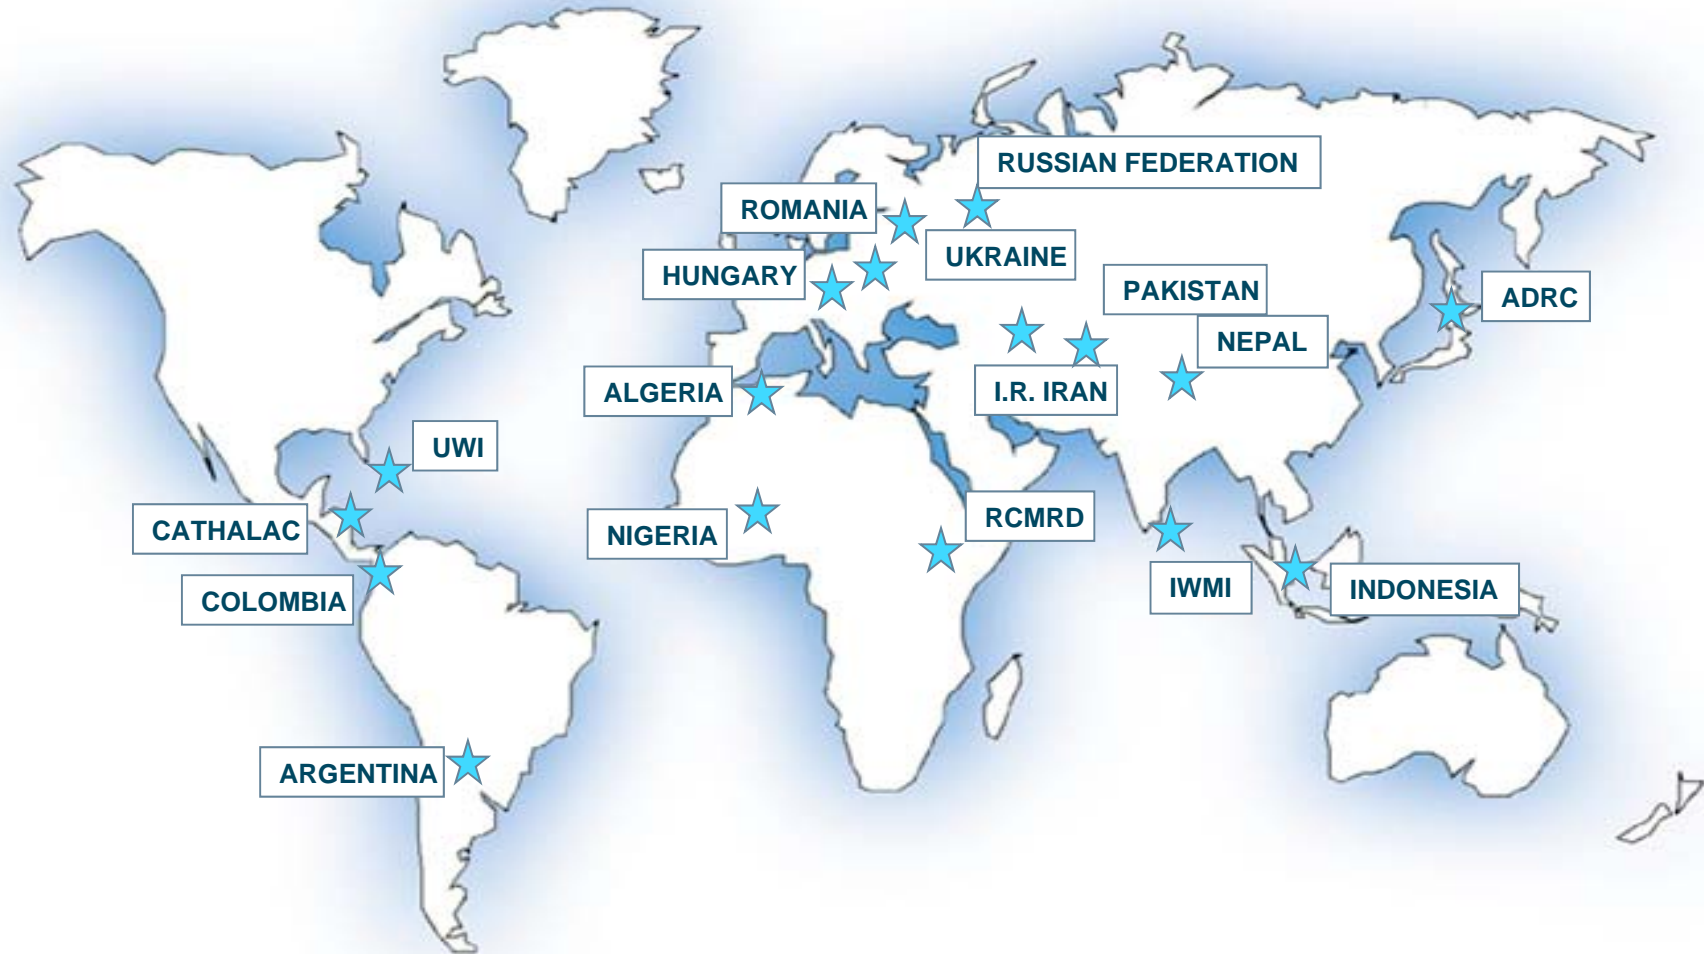 RUSSIAN FEDERATION
ROMANIA
UKRAINE
HUNGARY
PAKISTAN
ADRC
NEPAL
ALGERIA
I.R. IRAN
UWI
CATHALAC
NIGERIA
RCMRD
COLOMBIA
IWMI
INDONESIA
ARGENTINA